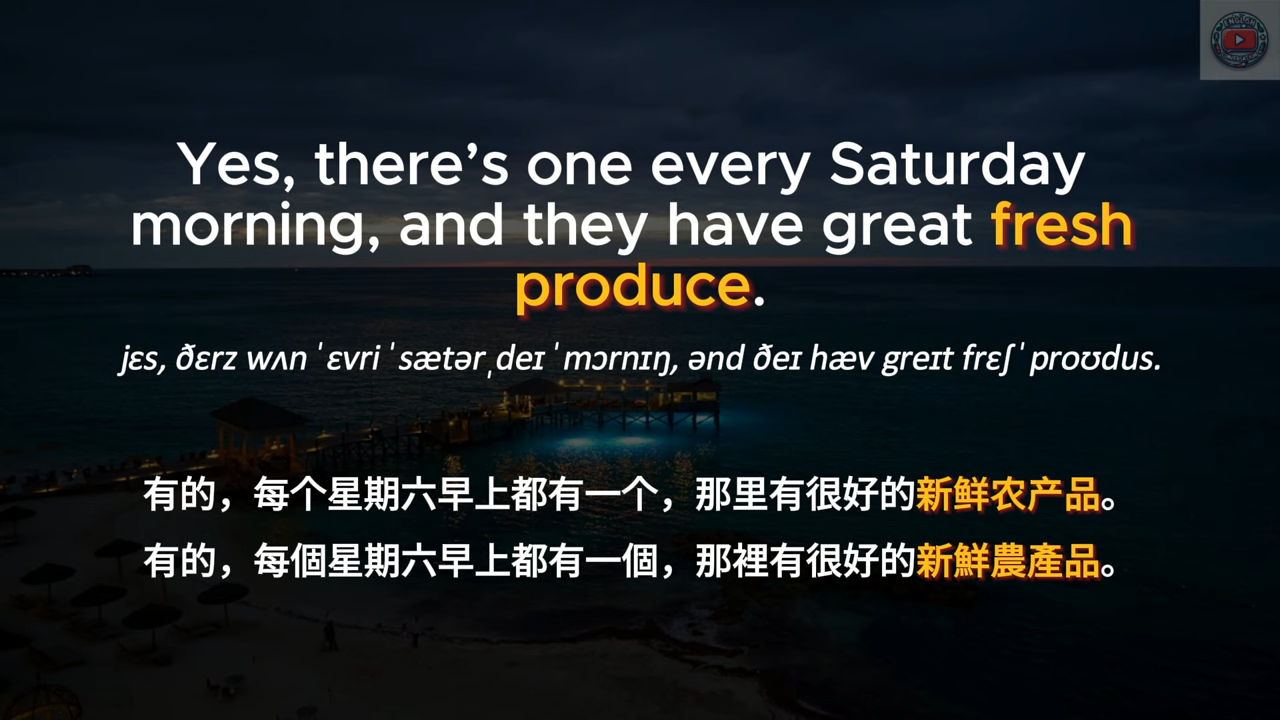 Yes, there’s one every Saturday
morning, and they have great fresh
produce.
jɛs, ðɛrz wʌn ˈɛvri ˈsætərˌdeɪ ˈmɔrnɪŋ, ənd ðeɪ hæv greɪt frɛʃ ˈproʊdus.
有的，每个星期六早上都有一个，那里有很好的新鲜农产品。
有的，每個星期六早上都有一個，那裡有很好的新鮮農產品。